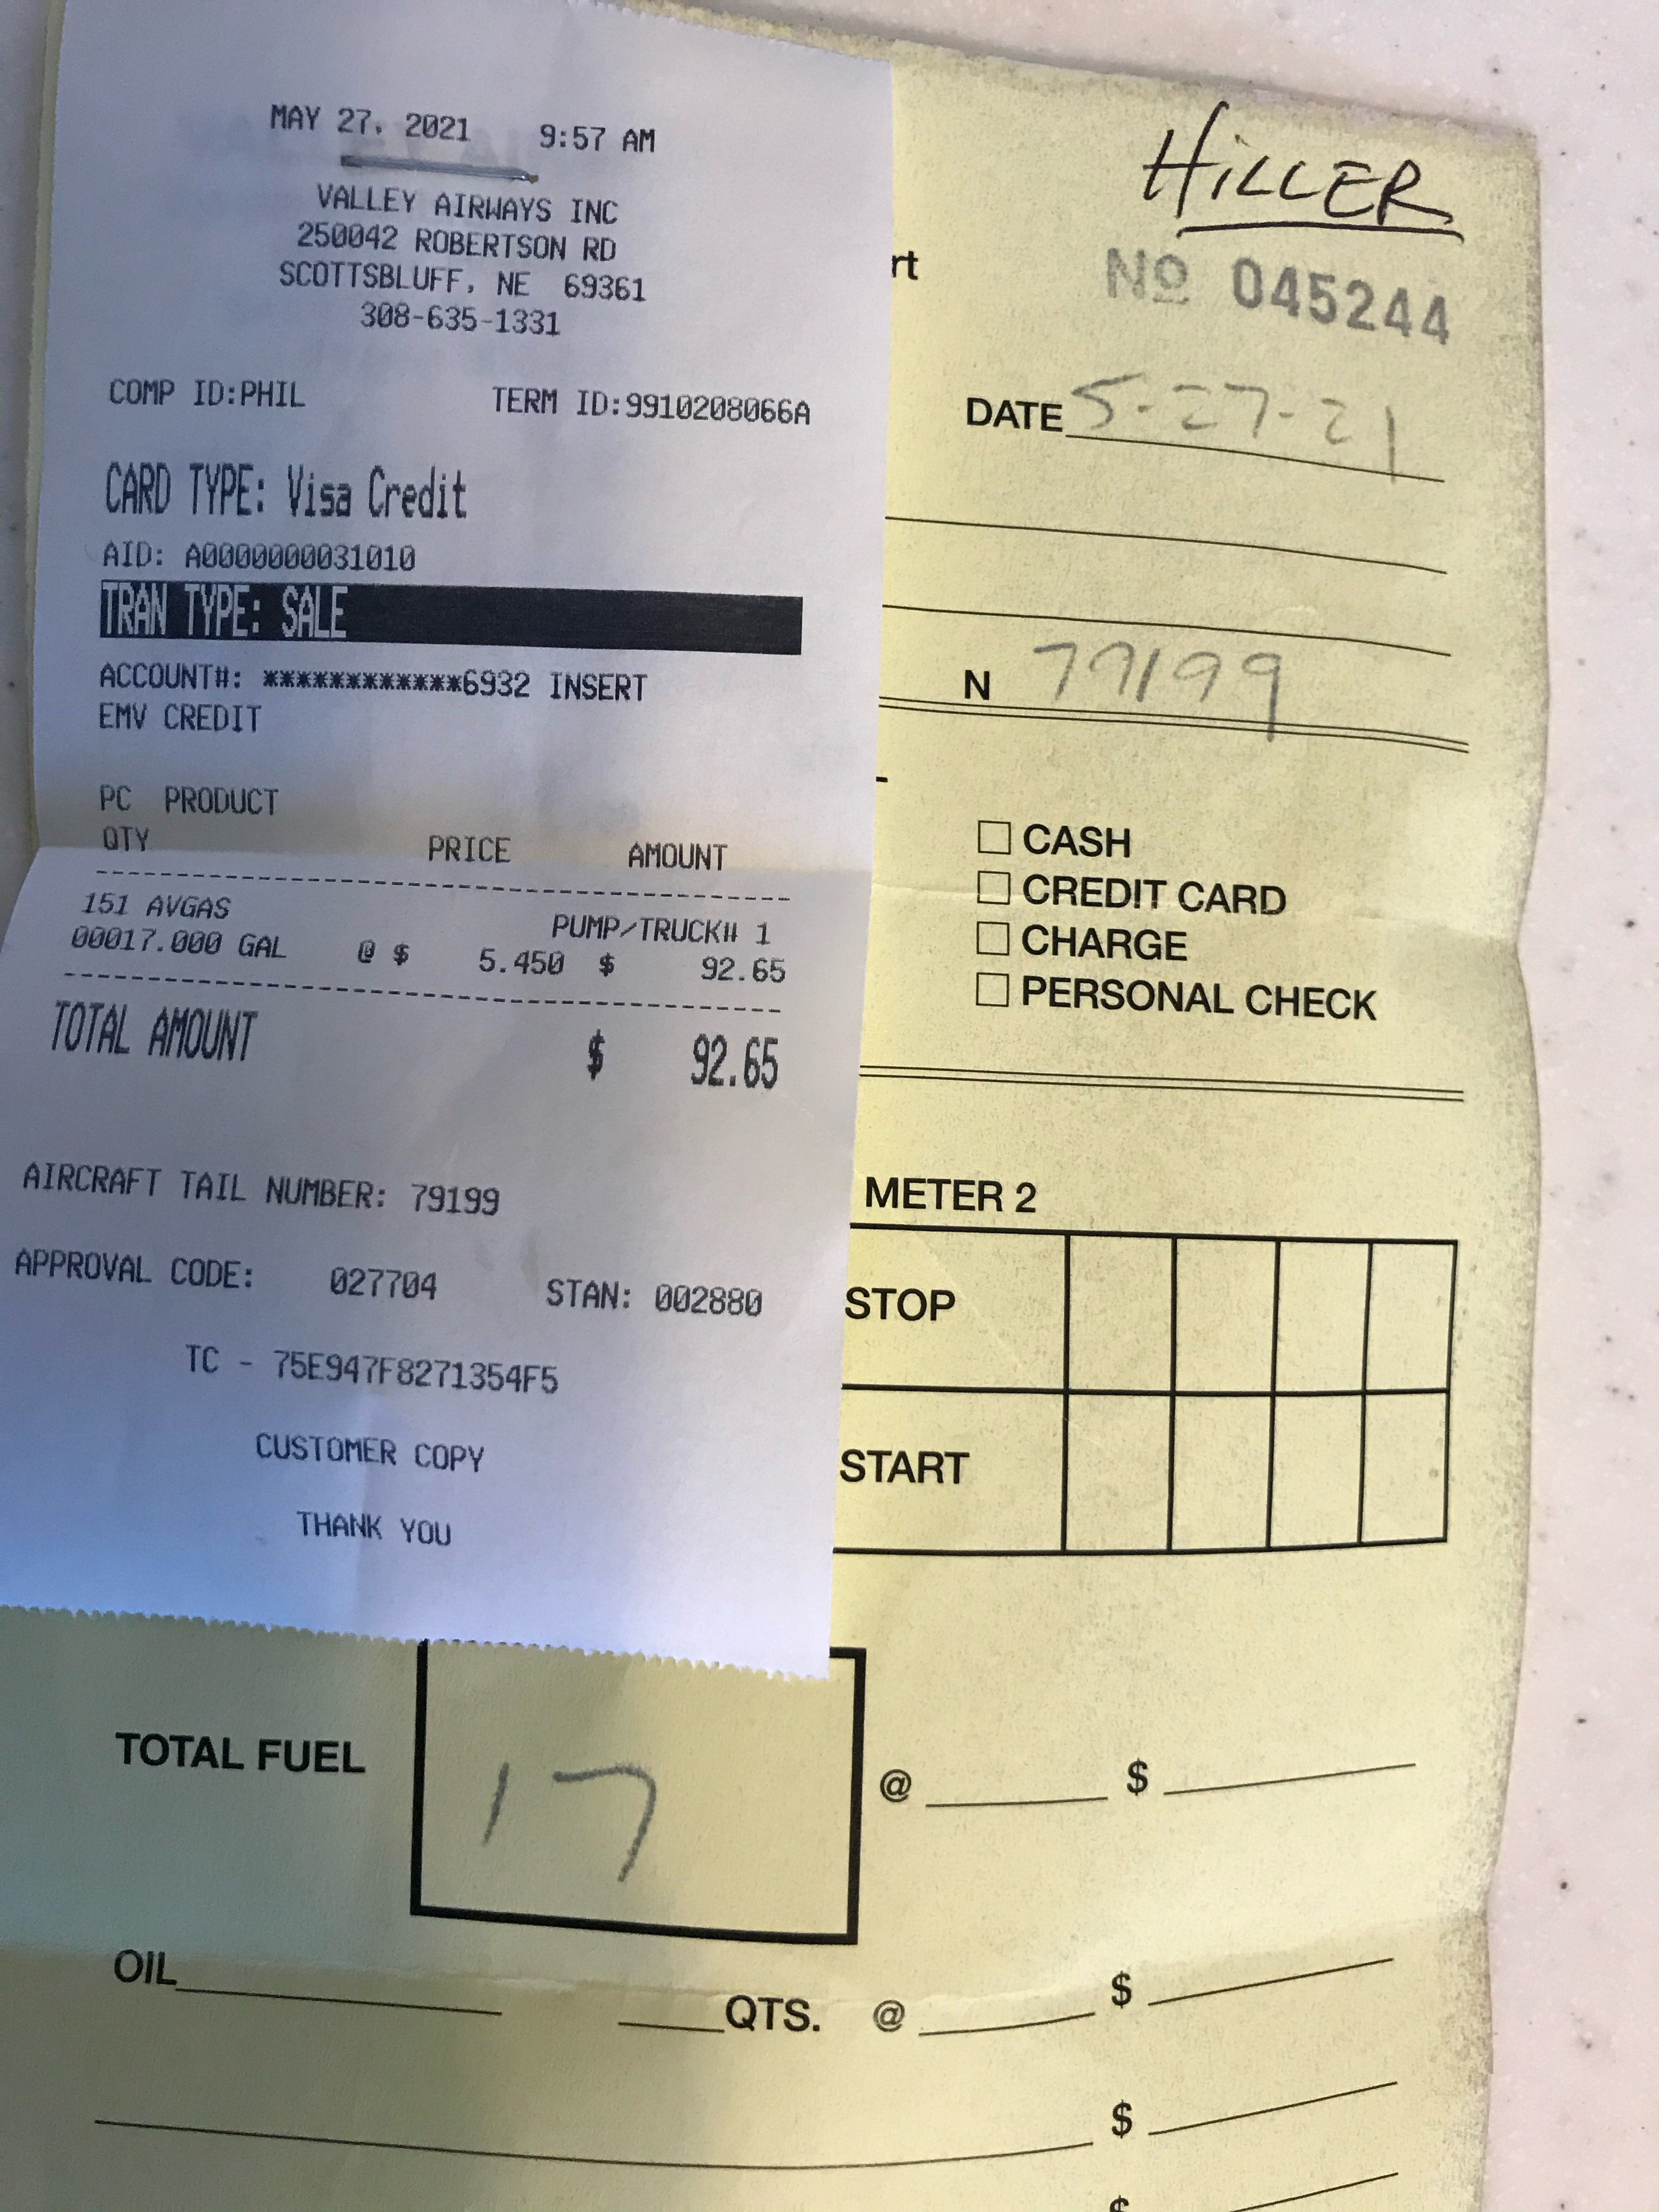 MAY 27, 2021 9:57 AM
VALLEY AIRWAYS INC
250042 ROBERTSON RD
SCOTTSBLUFF, NE 69361
308-635-1331
COMP ID:PHIL TERM ID:9910208066A
CARD TYPE: Visa Credit
AID: A0000000031010
TRAN TYPE: SALE
ACCOUNT#: ************6932 INSERT
EMV CREDIT
PC PRODUCT
QTY PRICE AMOUNT
151 AVGAS PUMP/TRUCK# 1
00017.000 GAL @ $ 5.450 $ 92.65
TOTAL AMOUNT $ 92.65
AIRCRAFT TAIL NUMBER: 79199
APPROVAL CODE: 027704 STAN: 002880
TC - 75E947F8271354F5
CUSTOMER COPY
THANK YOU
HILLER
rt
No 045244
DATE 5-27-21
N 79199
CASH
CREDIT CARD
CHARGE
PERSONAL CHECK
METER 2
STOP
START
TOTAL FUEL 17 @ $
OIL QTS. @ $
$
$